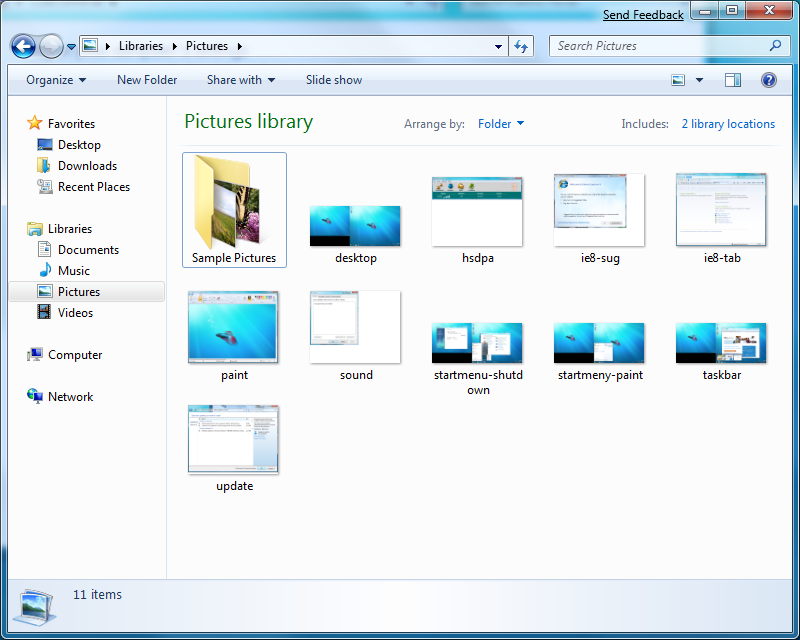 Send Feedback
Libraries Pictures
Search Pictures
Organize New Folder Share with Slide show
Favorites
Desktop
Downloads
Recent Places
Libraries
Documents
Music
Pictures
Videos
Computer
Network
Pictures library
Arrange by: Folder Includes: 2 library locations
Sample Pictures desktop hsdpa ie8-sug ie8-tab
paint sound startmenu-shutd startmeny-paint taskbar
own
update
11 items